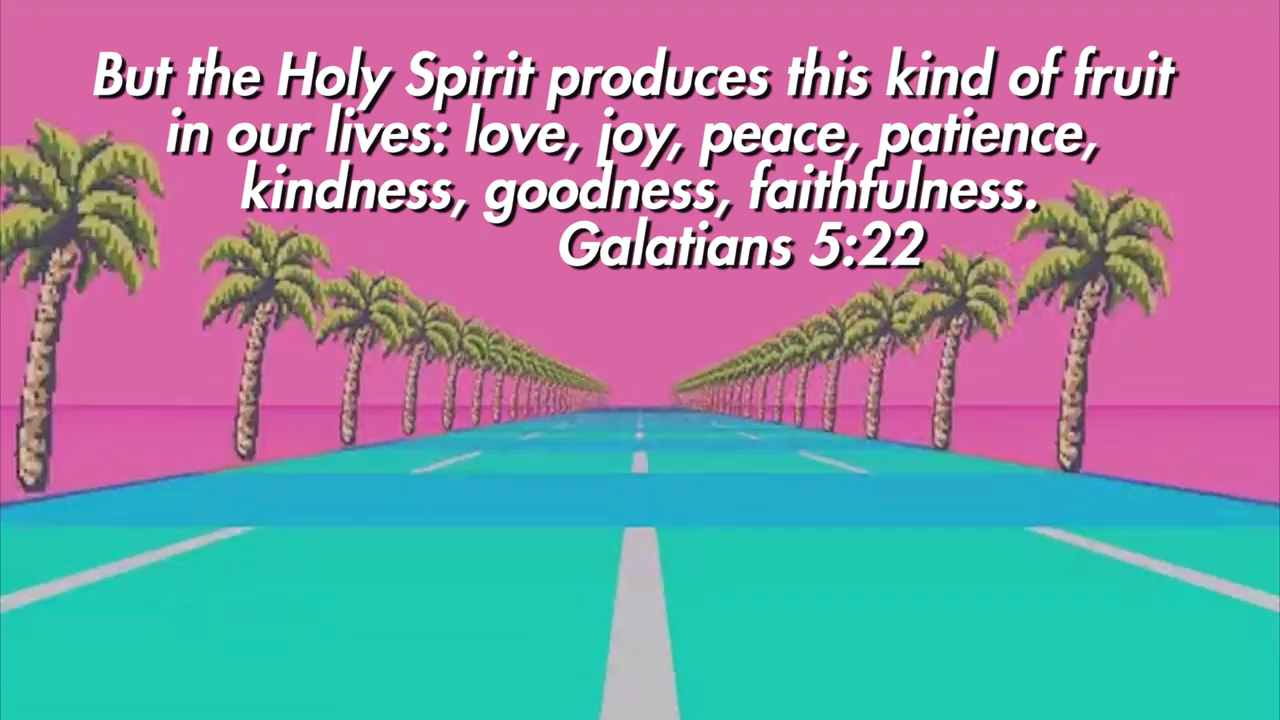 But the Holy Spirit produces this kind of fruit
in our lives: love, joy, peace, patience,
kindness, goodness, faithfulness.
Galatians 5:22